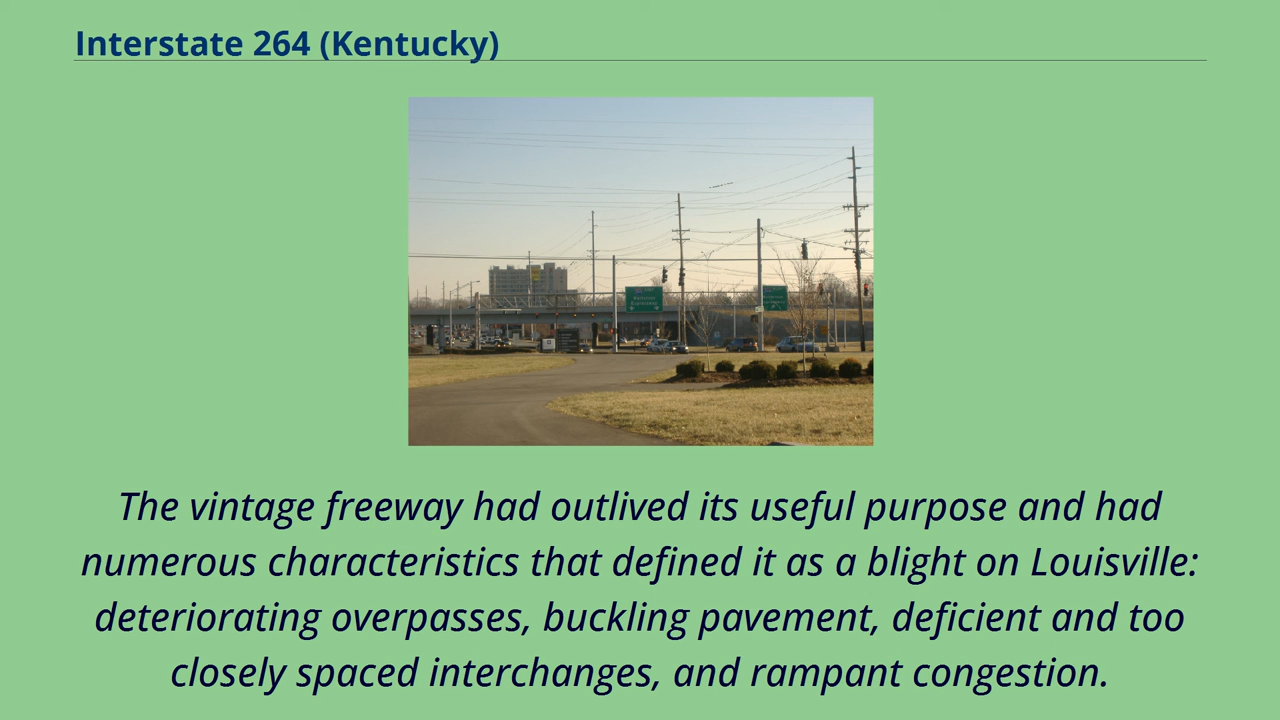 Interstate 264 (Kentucky)
The vintage freeway had outlived its useful purpose and had
numerous characteristics that defined it as a blight on Louisville:
deteriorating overpasses, buckling pavement, deficient and too
closely spaced interchanges, and rampant congestion.